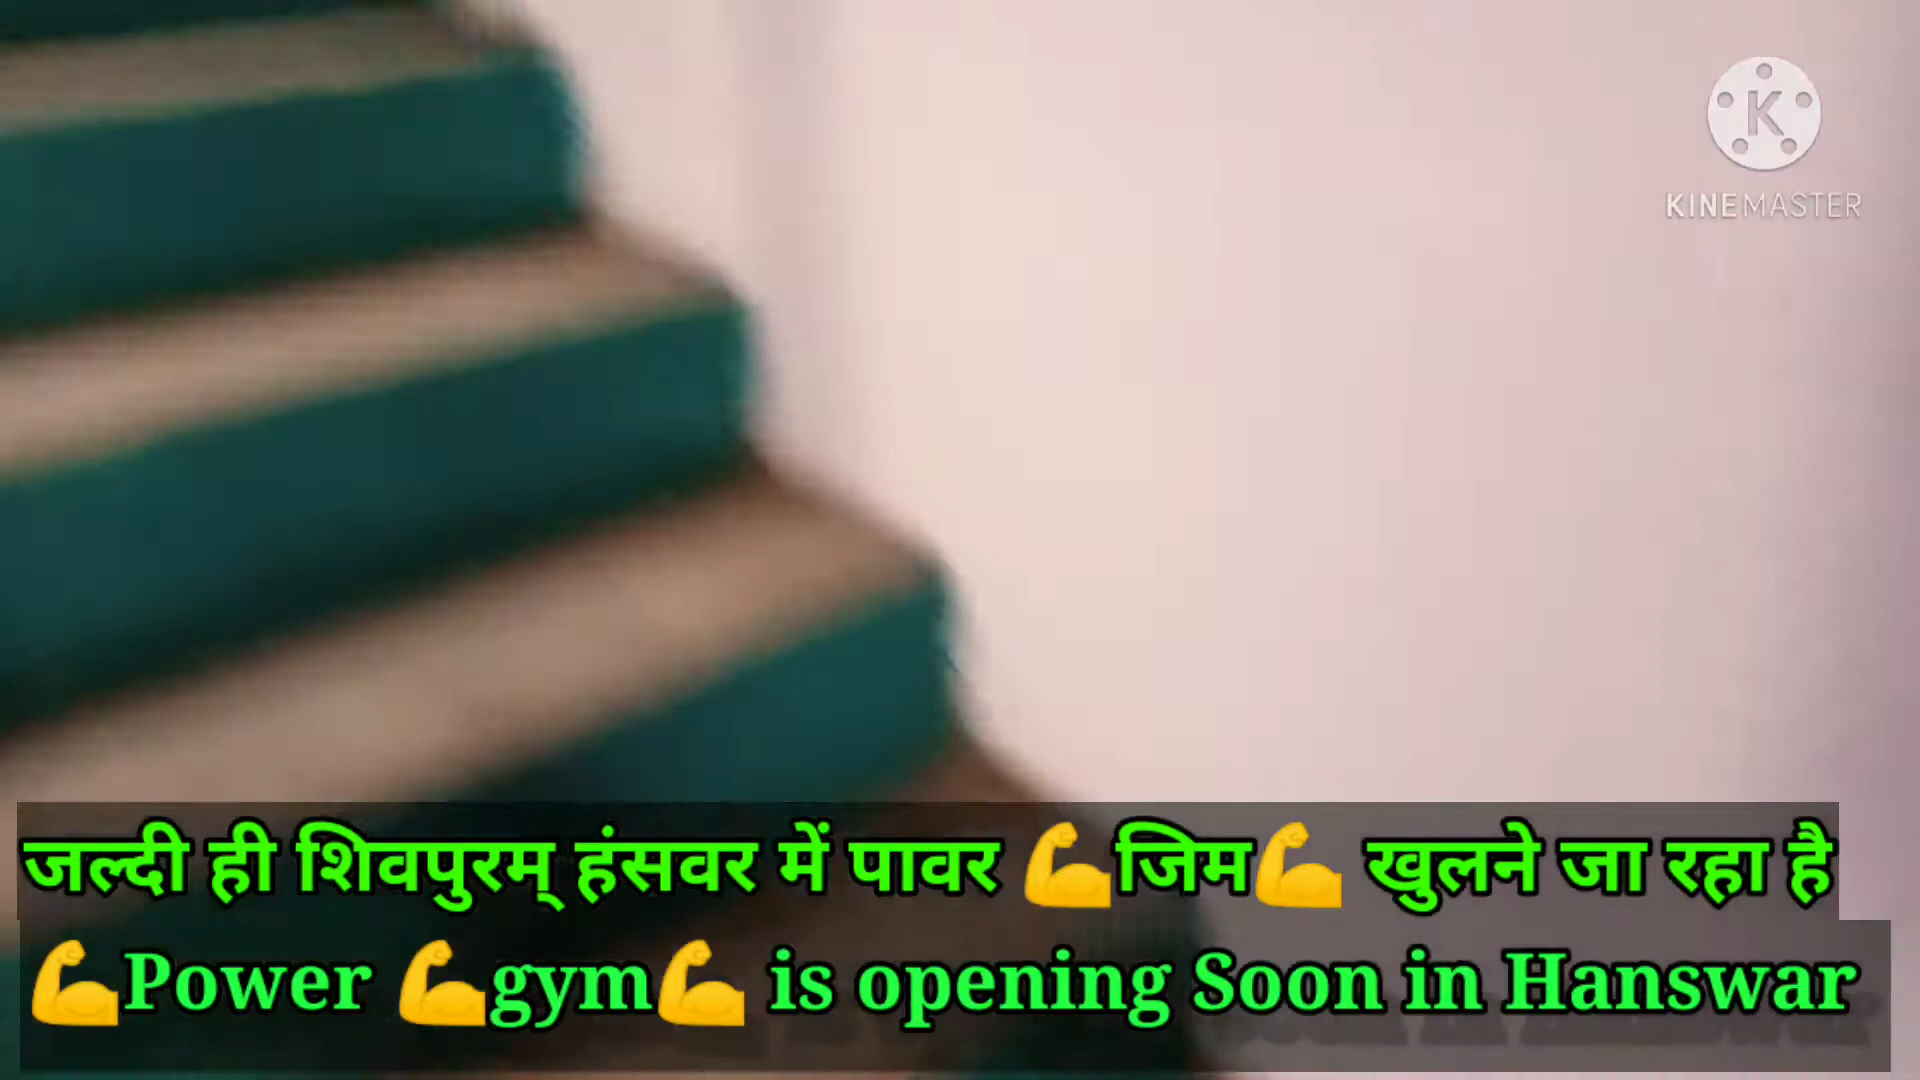 KINEMASTER
जल्दी ही शिवपुरम् हंसवर में पावर 💪जिम💪 खुलने जा रहा है
💪Power 💪gym💪 is opening Soon in Hanswar